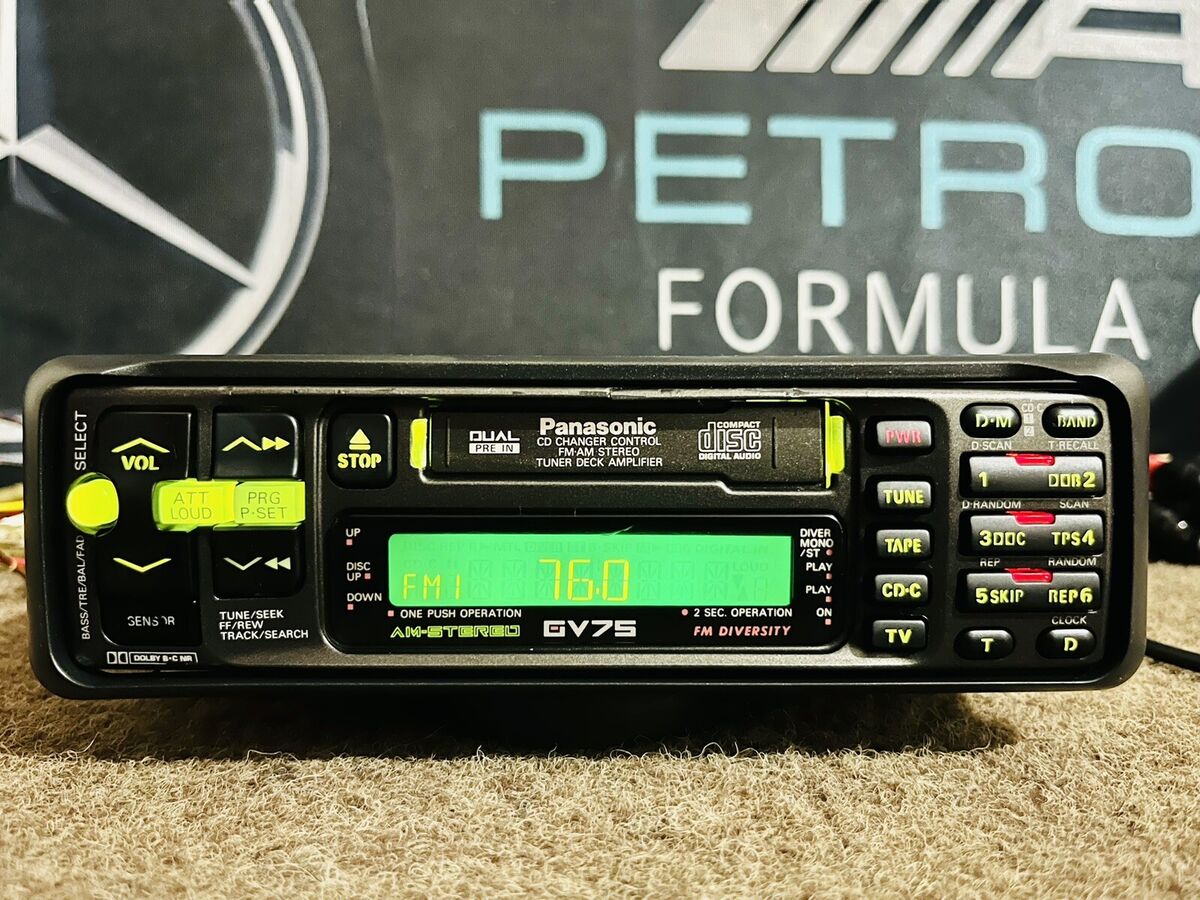 PETRO
FORMULA
SELECT
BASS/TRE/BAL/FAD
VOL
ATT
LOUD
PRG
P·SET
TUNE/SEEK
FF/REW
TRACK/SEARCH
DOLBY B·C NR
STOP
DUAL
PRE IN
Panasonic
CD CHANGER CONTROL
FM·AM STEREO
TUNER DECK AMPLIFIER
COMPACT
disc
DIGITAL AUDIO
UP
DISC
UP
DOWN
FM1 76.0
DIVER
MONO
/ST
PLAY
PLAY
ON
ONE PUSH OPERATION
2 SEC. OPERATION
AM-STEREO
GV75
FM DIVERSITY
PWR
TUNE
TAPE
CD·C
TV
D·M
BAND
D·SCAN
T·RECALL
1
DOB2
D·RANDOM
SCAN
3DOC
TPS4
REP
RANDOM
5SKIP
REP6
CLOCK
T
D